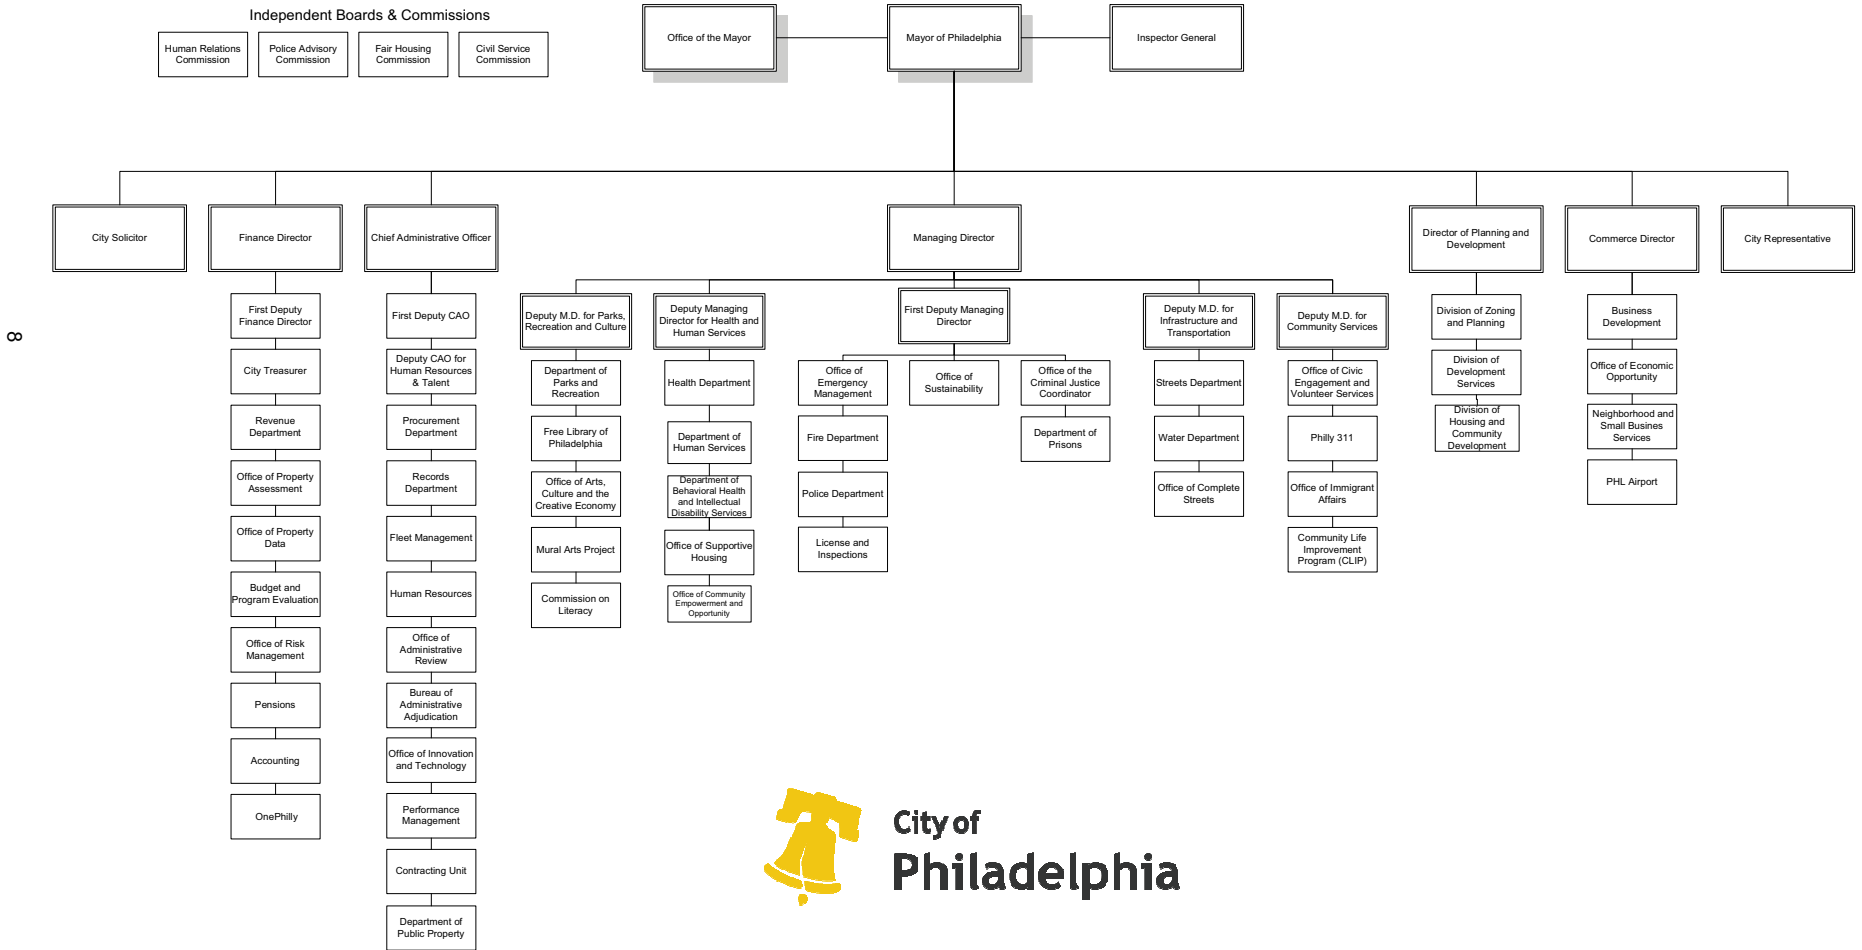 Independent Boards & Commissions
Human Relations
Commission
Police Advisory
Commission
Fair Housing
Commission
Civil Service
Commission
Office of the Mayor
Mayor of Philadelphia
Inspector General
8
City Solicitor
Finance Director
Chief Administrative Officer
Managing Director
Director of Planning and
Development
Commerce Director
City Representative
First Deputy
Finance Director
City Treasurer
Revenue
Department
Office of Property
Assessment
Office of Property
Data
Budget and
Program Evaluation
Office of Risk
Management
Pensions
Accounting
OnePhilly
First Deputy CAO
Deputy CAO for
Human Resources
& Talent
Procurement
Department
Records
Department
Fleet Management
Human Resources
Office of
Administrative
Review
Bureau of
Administrative
Adjudication
Office of Innovation
and Technology
Performance
Management
Contracting Unit
Department of
Public Property
Deputy M.D. for Parks,
Recreation and Culture
Department of
Parks and
Recreation
Free Library of
Philadelphia
Office of Arts,
Culture and the
Creative Economy
Mural Arts Project
Commission on
Literacy
Deputy Managing
Director for Health and
Human Services
Health Department
Department of
Human Services
Department of
Behavioral Health
and Intellectual
Disability Services
Office of Supportive
Housing
Office of Community
Empowerment and
Opportunity
First Deputy Managing
Director
Office of
Emergency
Management
Fire Department
Police Department
License and
Inspections
Office of
Sustainability
Office of the
Criminal Justice
Coordinator
Department of
Prisons
Deputy M.D. for
Infrastructure and
Transportation
Streets Department
Water Department
Office of Complete
Streets
Deputy M.D. for
Community Services
Office of Civic
Engagement and
Volunteer Services
Philly 311
Office of Immigrant
Affairs
Community Life
Improvement
Program (CLIP)
Division of Zoning
and Planning
Division of
Development
Services
Division of
Housing and
Community
Development
Business
Development
Office of Economic
Opportunity
Neighborhood and
Small Busines
Services
PHL Airport
City of
Philadelphia